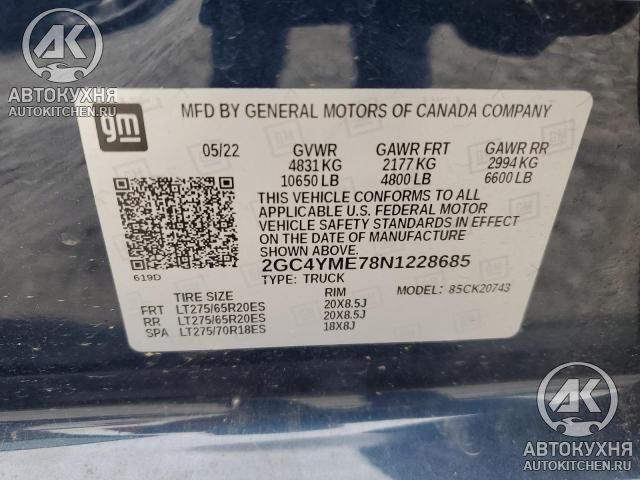 AK
АВТОКУХНЯ
AUTOKITCHEN.RU
gm
MFD BY GENERAL MOTORS OF CANADA COMPANY
05/22 GVWR GAWR FRT GAWR RR
4831 KG 2177 KG 2994 KG
10650 LB 4800 LB 6600 LB
THIS VEHICLE CONFORMS TO ALL
APPLICABLE U.S. FEDERAL MOTOR
VEHICLE SAFETY STANDARDS IN EFFECT
ON THE DATE OF MANUFACTURE
2GC4YME78N1228685
619D TYPE: TRUCK
MODEL: 85CK20743
TIRE SIZE RIM
FRT LT275/65R20ES 20X8.5J
RR LT275/65R20ES 20X8.5J
SPA LT275/70R18ES 18X8J
AK
АВТОКУХНЯ
AUTOKITCHEN.RU